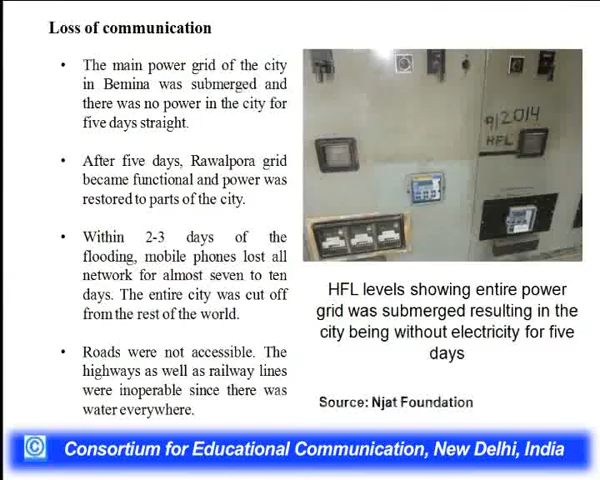 Loss of communication
• The main power grid of the city
in Bemina was submerged and
there was no power in the city for
five days straight.
• After five days, Rawalpora grid
became functional and power was
restored to parts of the city.
• Within 2-3 days of the
flooding, mobile phones lost all
network for almost seven to ten
days. The entire city was cut off
from the rest of the world.
• Roads were not accessible. The
highways as well as railway lines
were inoperable since there was
water everywhere.
9/2014
HFL
HFL levels showing entire power
grid was submerged resulting in the
city being without electricity for five
days
Source: Njat Foundation
© Consortium for Educational Communication, New Delhi, India